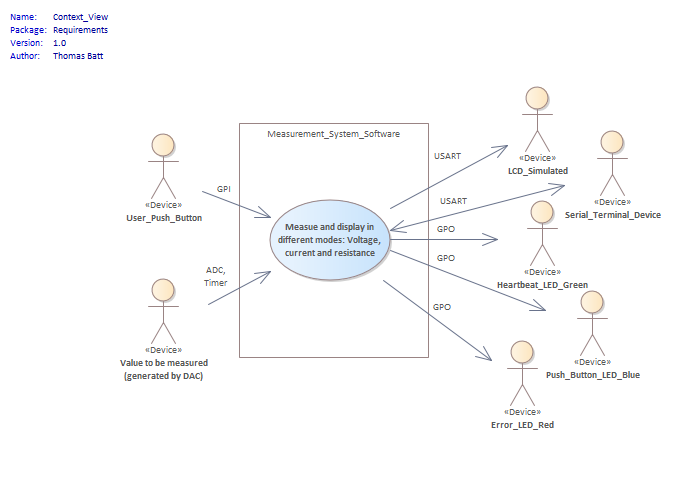 Name: Context_View
Package: Requirements
Version: 1.0
Author: Thomas Batt
Measurement_System_Software
«Device»
User_Push_Button
GPI
ADC,
Timer
«Device»
Value to be measured
(generated by DAC)
Measue and display in
different modes: Voltage,
current and resistance
USART
«Device»
LCD_Simulated
USART
«Device»
Serial_Terminal_Device
GPO
«Device»
Heartbeat_LED_Green
GPO
«Device»
Push_Button_LED_Blue
GPO
«Device»
Error_LED_Red